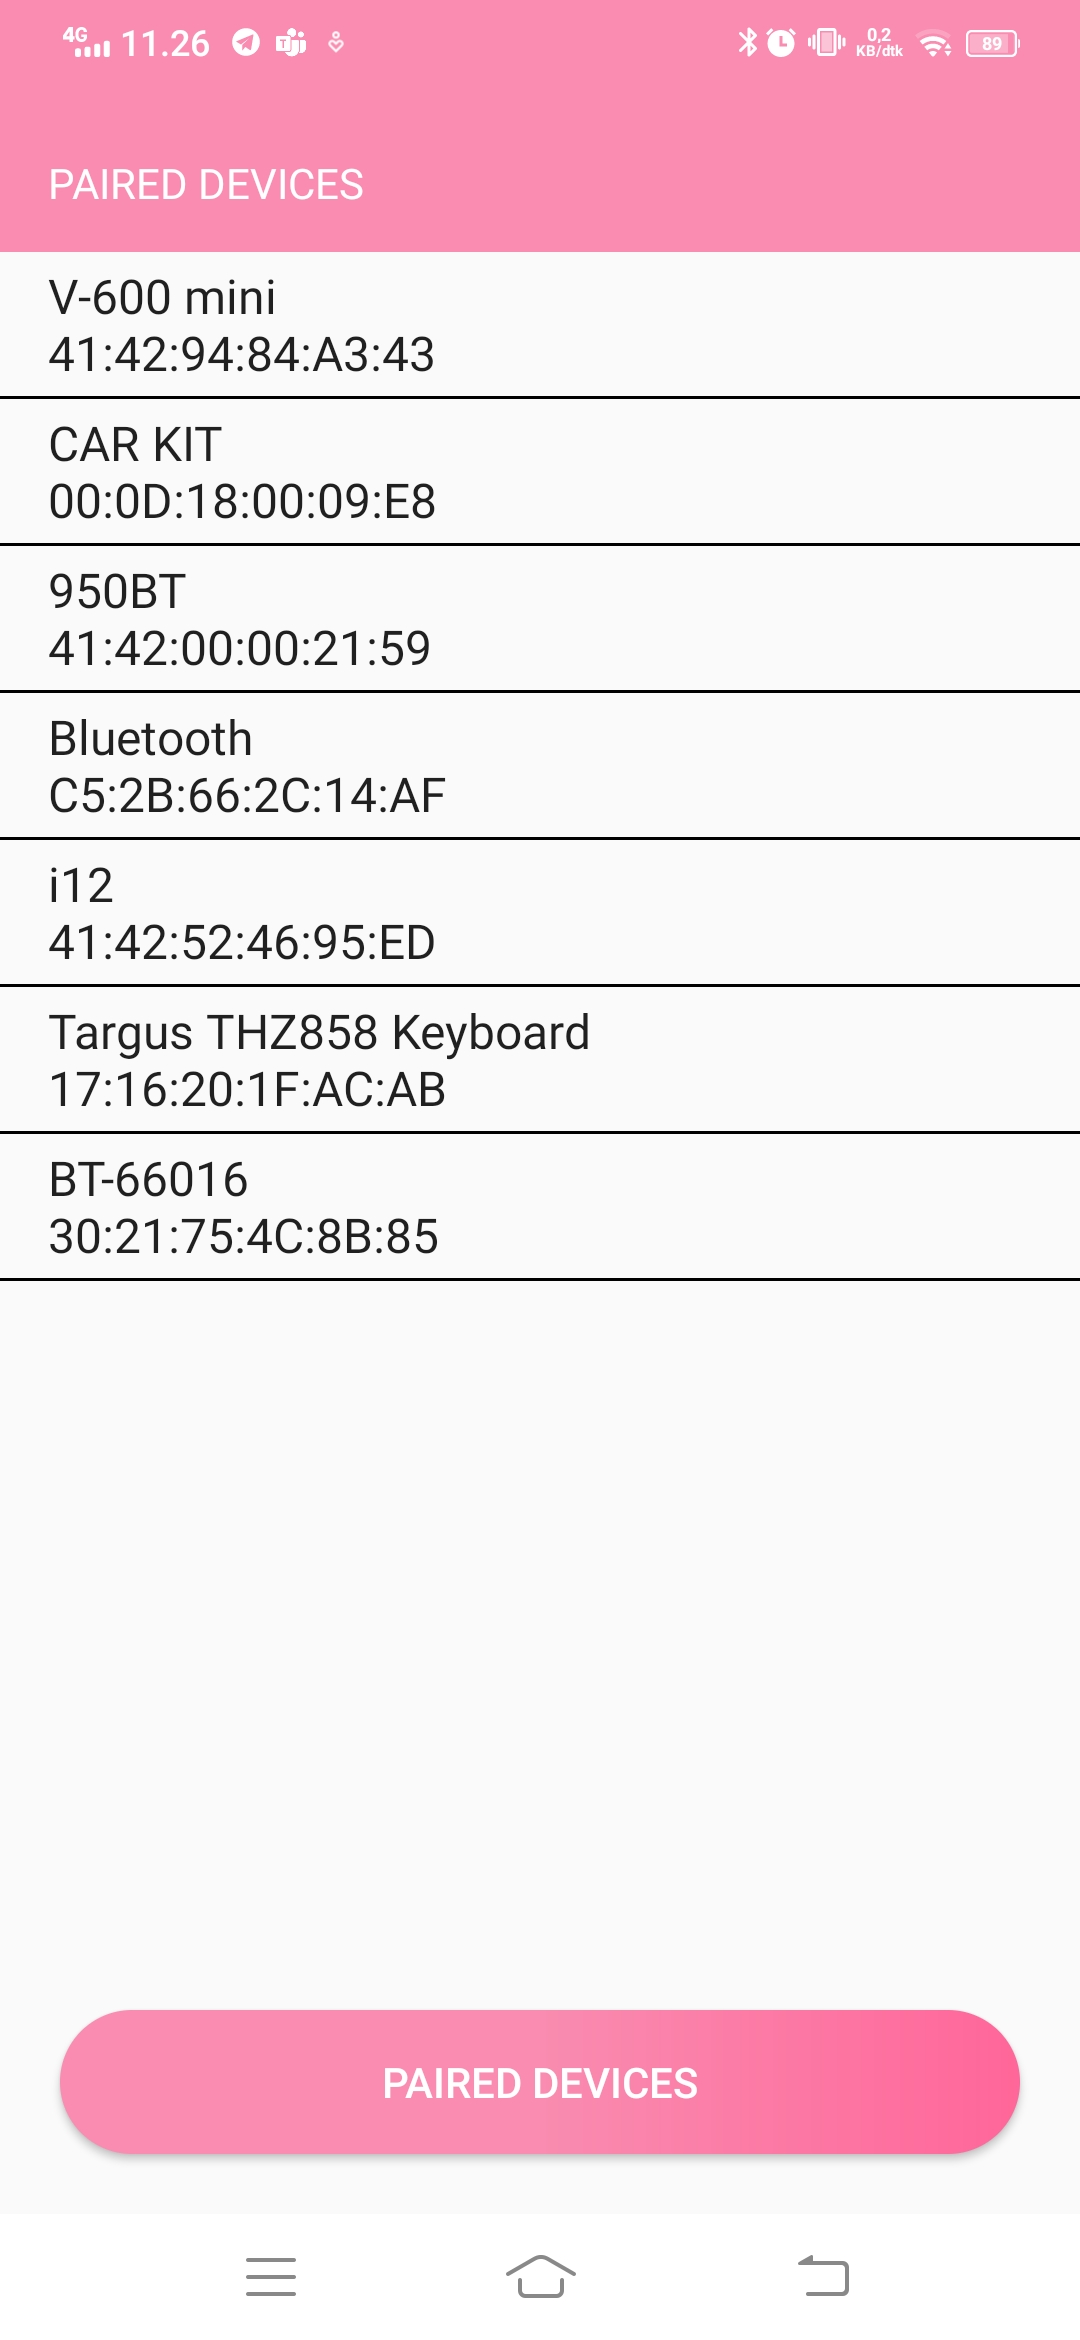 4G 11.26 0,2 KB/dtk 89
PAIRED DEVICES
V-600 mini
41:42:94:84:A3:43
CAR KIT
00:0D:18:00:09:E8
950BT
41:42:00:00:21:59
Bluetooth
C5:2B:66:2C:14:AF
i12
41:42:52:46:95:ED
Targus THZ858 Keyboard
17:16:20:1F:AC:AB
BT-66016
30:21:75:4C:8B:85
PAIRED DEVICES